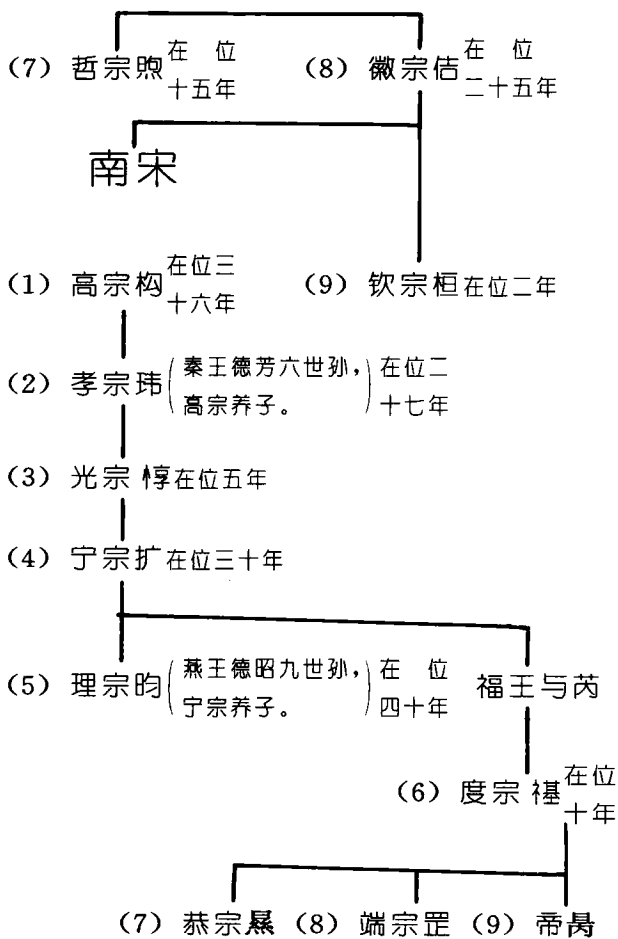 (7) 哲宗煦 在 位 (8) 徽宗佶 在 位
十五年 二十五年
南宋
(1) 高宗构 在位三
十六年 (9) 钦宗桓 在位二年
(2) 孝宗玮 (秦王德芳六世孙, 高宗养子。) 在位二
十七年
(3) 光宗惇 在位五年
(4) 宁宗扩 在位三十年
(5) 理宗昀 (燕王德昭九世孙, 宁宗养子。) 在 位
四十年 福王与芮
(6) 度宗禥 在位
十年
(7) 恭宗㬎 (8) 端宗罡 (9) 帝昺